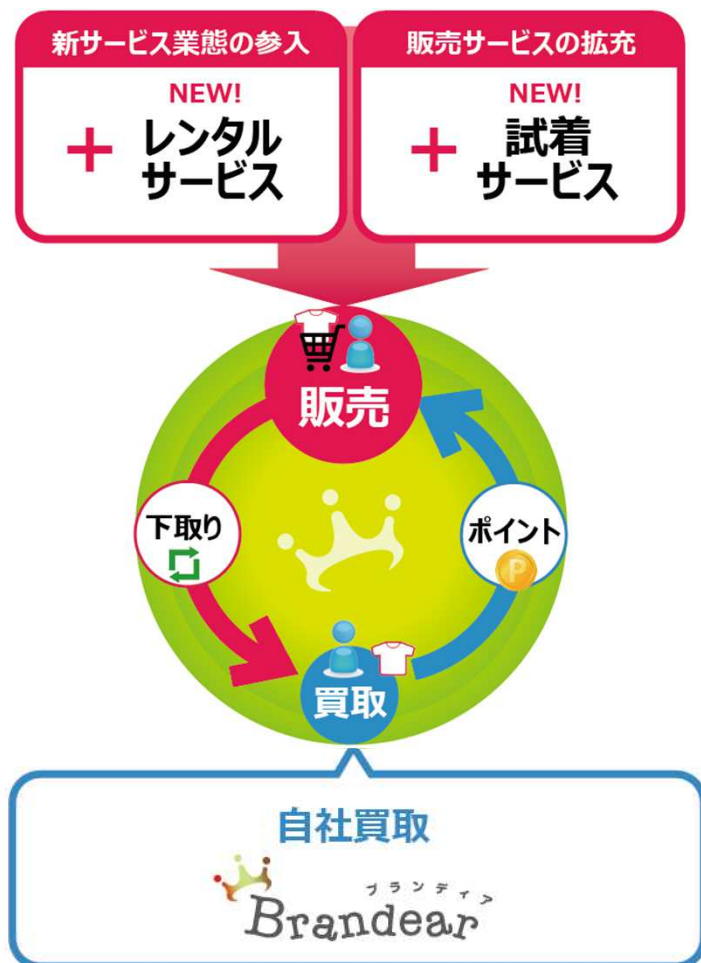 新サービス業態の参入
NEW!
+ レンタル
サービス
販売サービスの拡充
NEW!
+ 試着
サービス
販売
下取り
ポイント
P
買取
自社買取
ブランディア
Brandear